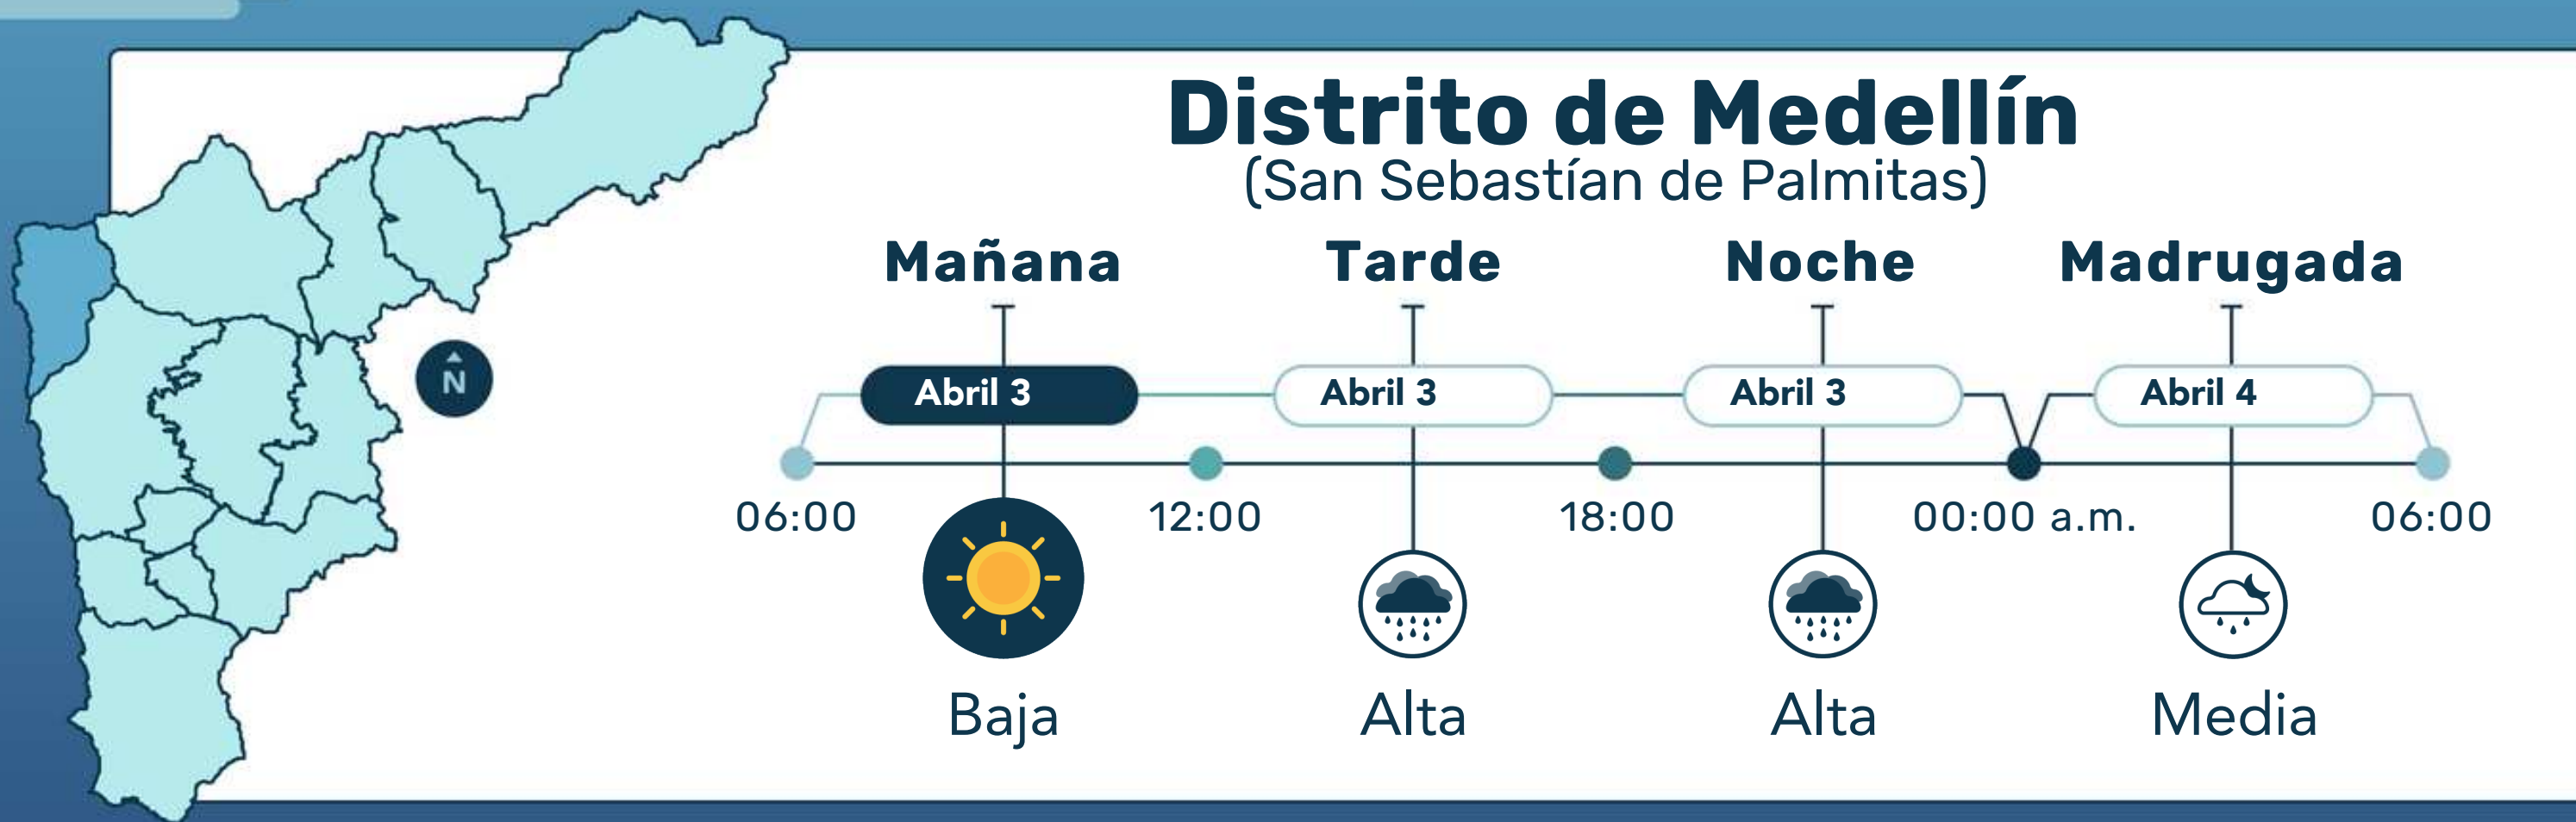 Distrito de Medellín
(San Sebastían de Palmitas)
Mañana Tarde Noche Madrugada
Abril 3 Abril 3 Abril 3 Abril 4
N
06:00 12:00 18:00 00:00 a.m. 06:00
Baja Alta Alta Media